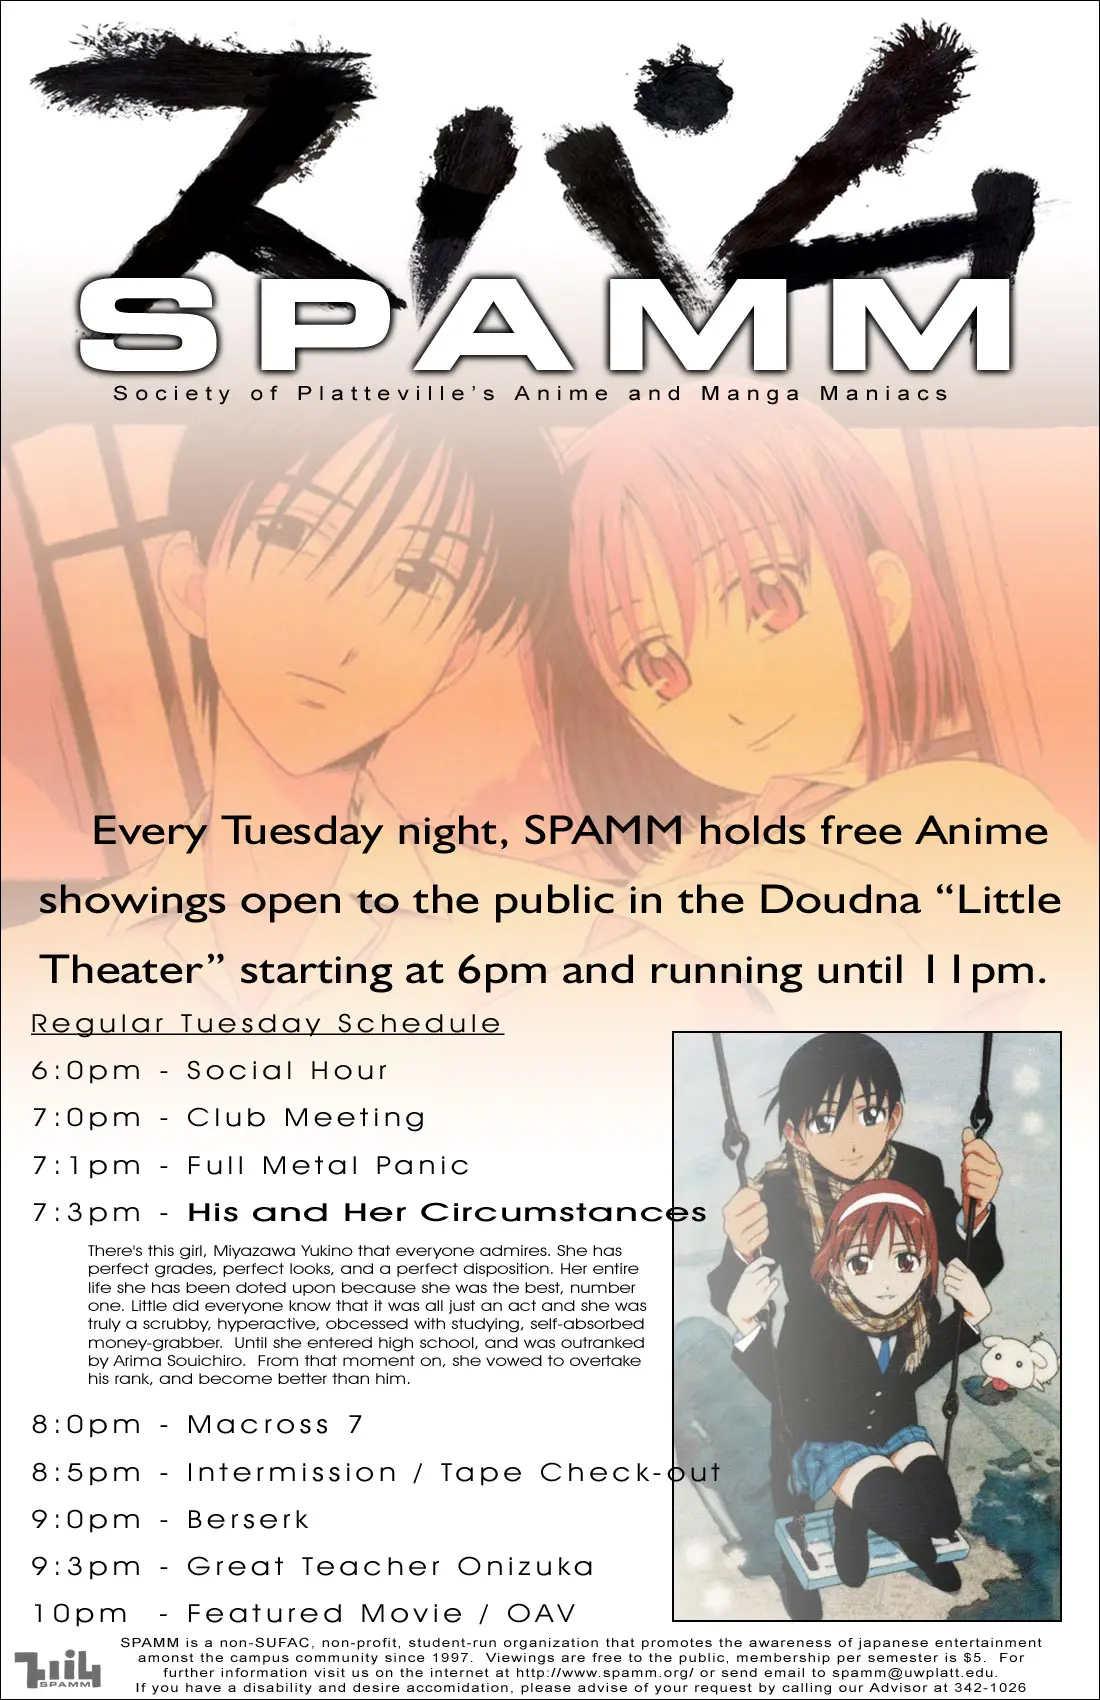 スパム
SPAMM
Society of Platteville's Anime and Manga Maniacs
Every Tuesday night, SPAMM holds free Anime
showings open to the public in the Doudna “Little
Theater” starting at 6pm and running until 11pm.
Regular Tuesday Schedule
6:0pm - Social Hour
7:0pm - Club Meeting
7:1pm - Full Metal Panic
7:3pm - His and Her Circumstances
There's this girl, Miyazawa Yukino that everyone admires. She has
perfect grades, perfect looks, and a perfect disposition. Her entire
life she has been doted upon because she was the best, number
one. Little did everyone know that it was all just an act and she was
truly a scrubby, hyperactive, obcessed with studying, self-absorbed
money-grabber. Until she entered high school, and was outranked
by Arima Souichiro. From that moment on, she vowed to overtake
his rank, and become better than him.
8:0pm - Macross 7
8:5pm - Intermission / Tape Check-out
9:0pm - Berserk
9:3pm - Great Teacher Onizuka
10pm - Featured Movie / OAV
SPAMM is a non-SUFAC, non-profit, student-run organization that promotes the awareness of japanese entertainment
amonst the campus community since 1997. Viewings are free to the public, membership per semester is $5. For
further information visit us on the internet at http://www.spamm.org/ or send email to spamm@uwplatt.edu.
If you have a disability and desire accomidation, please advise of your request by calling our Advisor at 342-1026
スパム
SPAMM